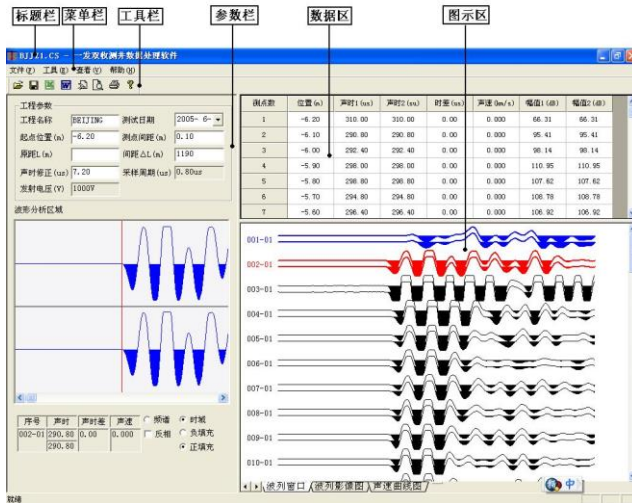 标题栏 菜单栏 工具栏 参数栏 数据区 图示区
BJJZ1.CS - 一发双收测井数据处理软件
文件(F) 工具(E) 查看(V) 帮助(H)
工程参数
工程名称 BEIJING 测试日期 2005- 6-
起点位置(m) -6.20 测点间距(m) 0.10
原距L(m) 间距△L(m) 1190
声时修正(us) 7.20 采样周期(us) 0.80us
发射电压(V) 1000V
波形分析区域
序号 声时 声时差 声速
002-01 290.80 0.00 0.000
290.80
频谱 时域
反相 负填充
正填充
测点数 位置(m) 声时1(us) 声时2(su) 时差(us) 声速(km/s) 幅值1(dB) 幅值2(dB)
1 -6.20 310.00 310.00 0.00 0.000 66.31 66.31
2 -6.10 290.80 290.80 0.00 0.000 95.41 95.41
3 -6.00 292.40 292.40 0.00 0.000 98.14 98.14
4 -5.90 298.00 298.00 0.00 0.000 110.95 110.95
5 -5.80 298.80 298.80 0.00 0.000 107.62 107.62
6 -5.70 294.80 294.80 0.00 0.000 108.78 108.78
7 -5.60 296.40 296.40 0.00 0.000 106.92 106.92
001-01
002-01
003-01
004-01
005-01
006-01
007-01
008-01
009-01
010-01
波列窗口 波列影像图 声速曲线图
中
就绪